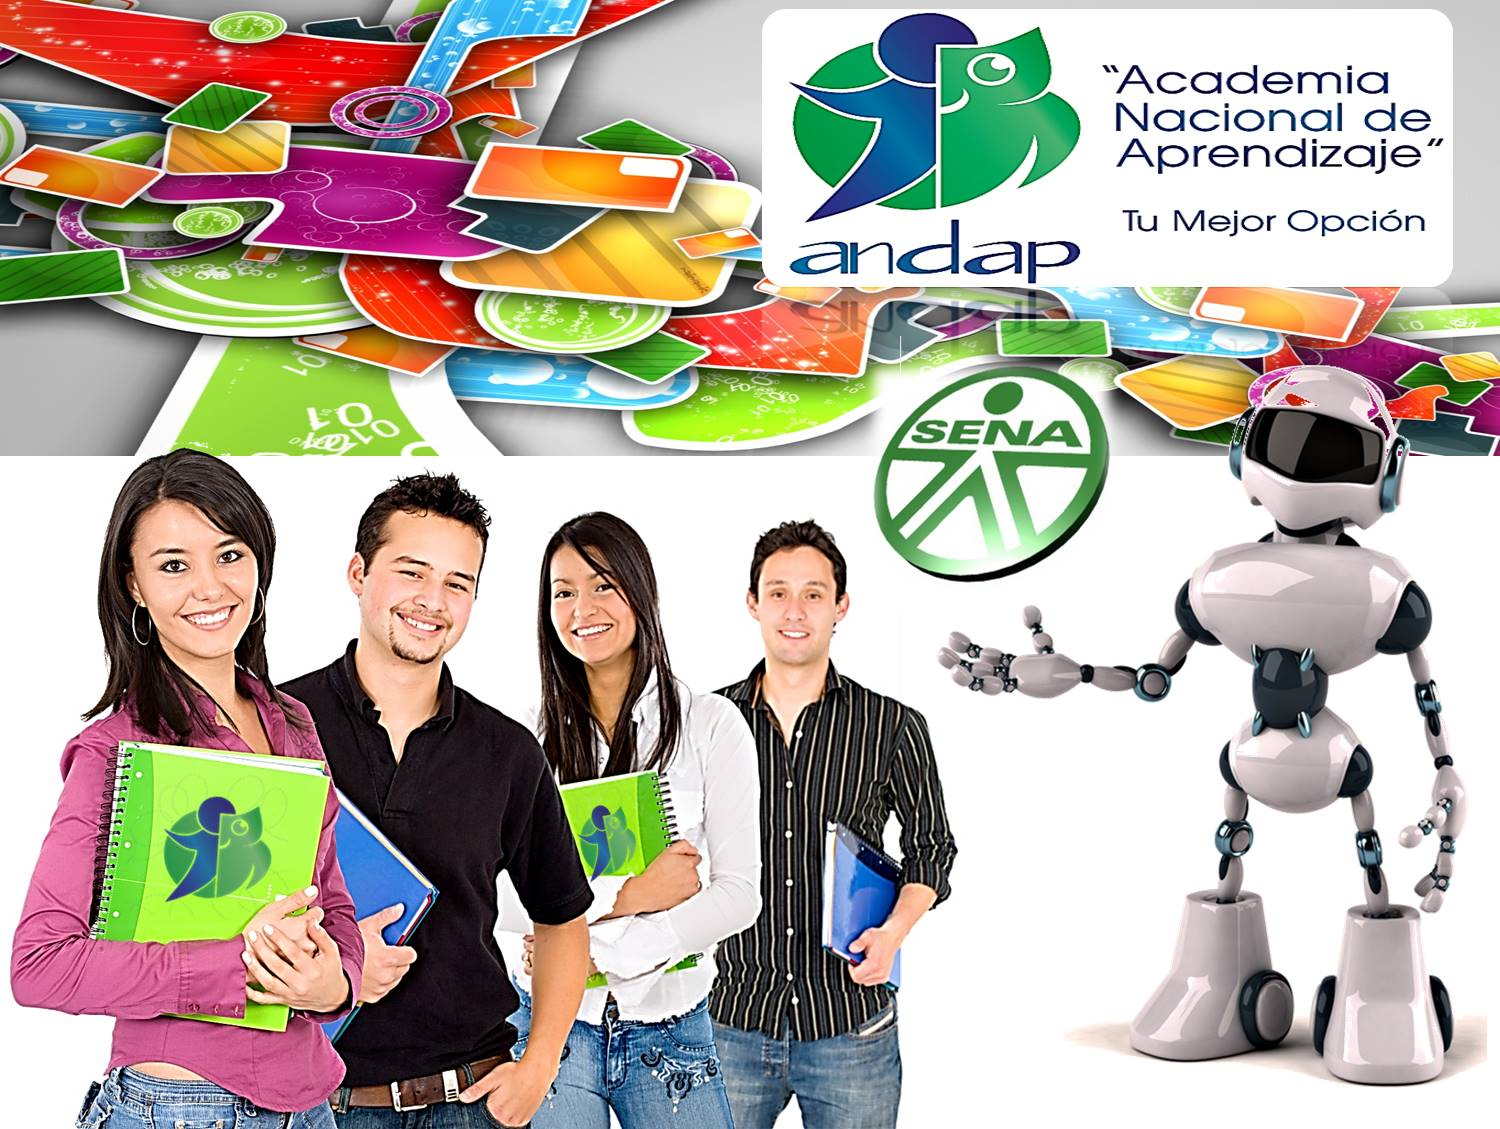 "Academia
Nacional de
Aprendizaje"
Tu Mejor Opción
andap
SENA